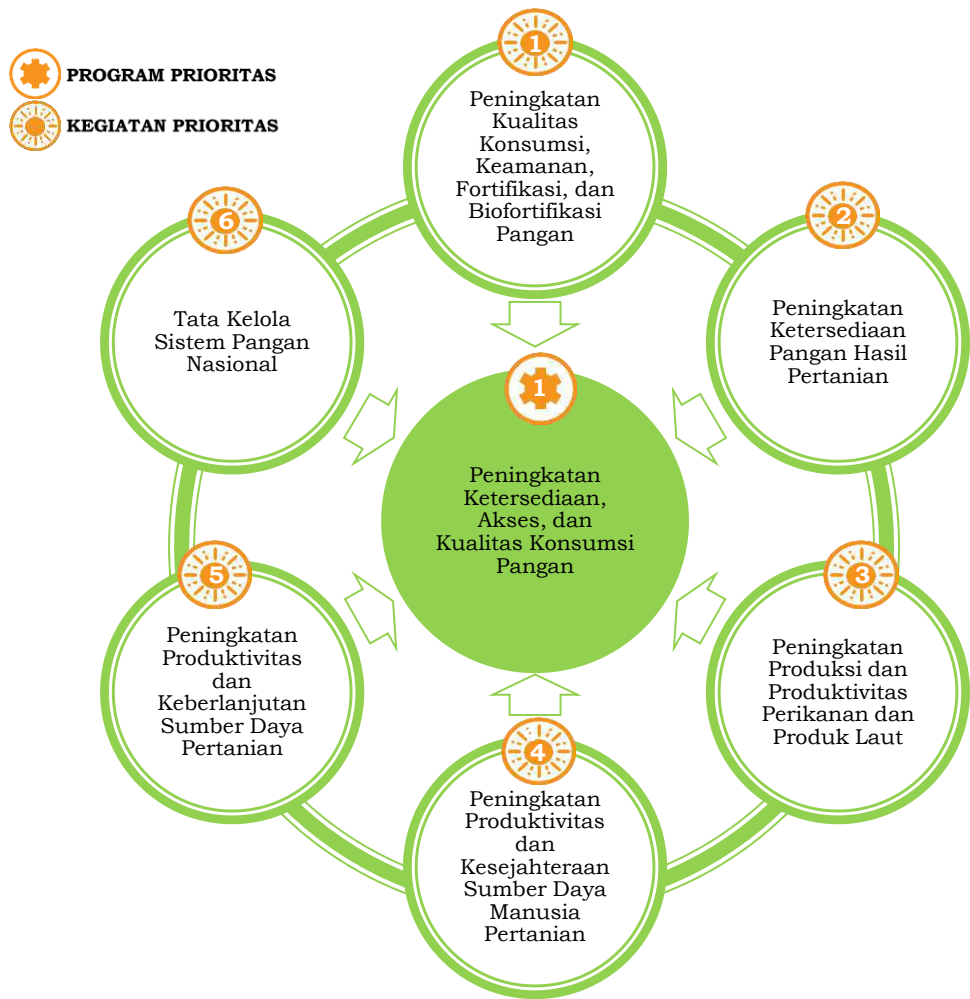 PROGRAM PRIORITAS
KEGIATAN PRIORITAS
1
Peningkatan
Kualitas
Konsumsi,
Keamanan,
Fortifikasi, dan
Biofortifikasi
Pangan
2
Peningkatan
Ketersediaan
Pangan Hasil
Pertanian
3
Peningkatan
Produksi dan
Produktivitas
Perikanan dan
Produk Laut
4
Peningkatan
Produktivitas
dan
Kesejahteraan
Sumber Daya
Manusia
Pertanian
5
Peningkatan
Produktivitas
dan
Keberlanjutan
Sumber Daya
Pertanian
6
Tata Kelola
Sistem Pangan
Nasional
1
Peningkatan
Ketersediaan,
Akses, dan
Kualitas Konsumsi
Pangan